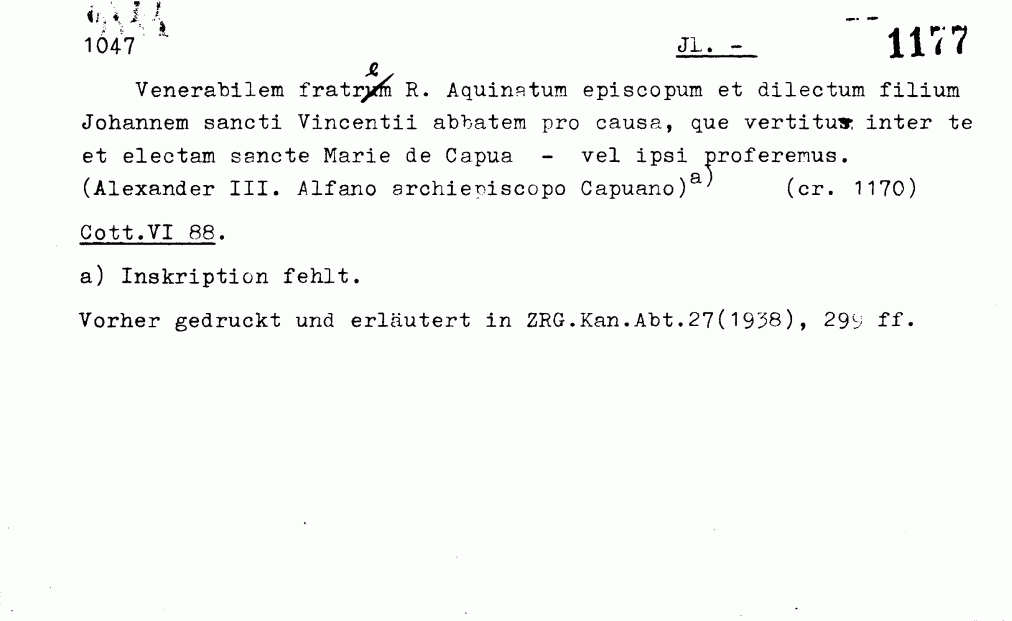 1047 Jl. - 1177
Venerabilem fratrem R. Aquinatum episcopum et dilectum filium
Johannem sancti Vincentii abbatem pro causa, que vertitur inter te
et electam sancte Marie de Capua - vel ipsi proferemus.
(Alexander III. Alfano archiepiscopo Capuano)a) (cr. 1170)
Cott.VI 88.
a) Inskription fehlt.
Vorher gedruckt und erläutert in ZRG.Kan.Abt.27(1938), 299 ff.